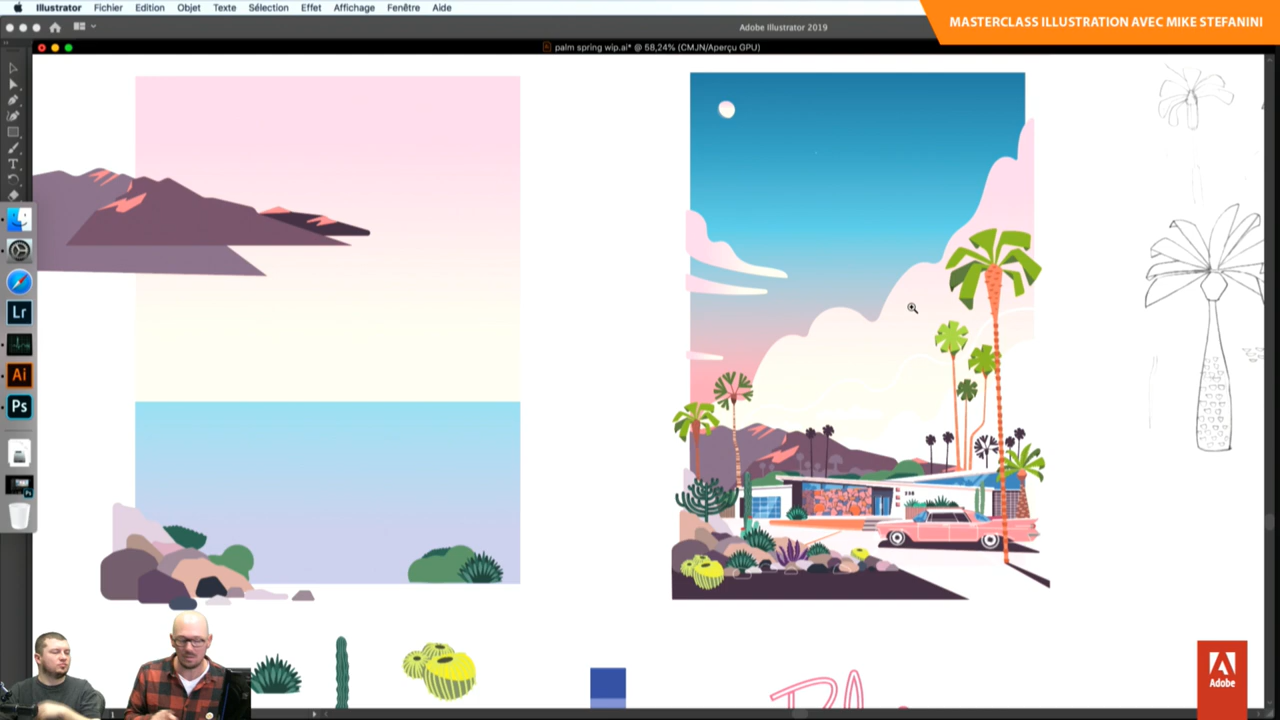 Illustrator Fichier Edition Objet Texte Sélection Effet Affichage Fenêtre Aide
MASTERCLASS ILLUSTRATION AVEC MIKE STEFANINI
Adobe Illustrator 2019
palm spring wip.ai* @ 58,24% (CMJN/Aperçu GPU)
T
Lr
Ai
Ps
Adobe
1